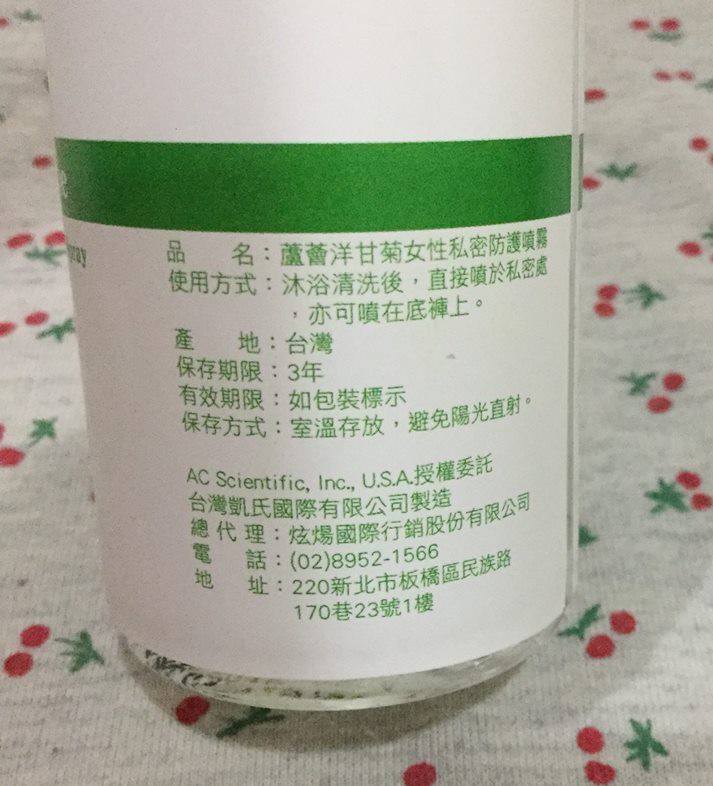 品　　名：蘆薈洋甘菊女性私密防護噴霧
使用方式：沐浴清洗後，直接噴於私密處
，亦可噴在底褲上。
產　　地：台灣
保存期限：3年
有效期限：如包裝標示
保存方式：室溫存放，避免陽光直射。
AC Scientific, Inc., U.S.A.授權委託
台灣凱氏國際有限公司製造
總代理：炫煬國際行銷股份有限公司
電　　話：(02)8952-1566
地　　址：220新北市板橋區民族路
170巷23號1樓